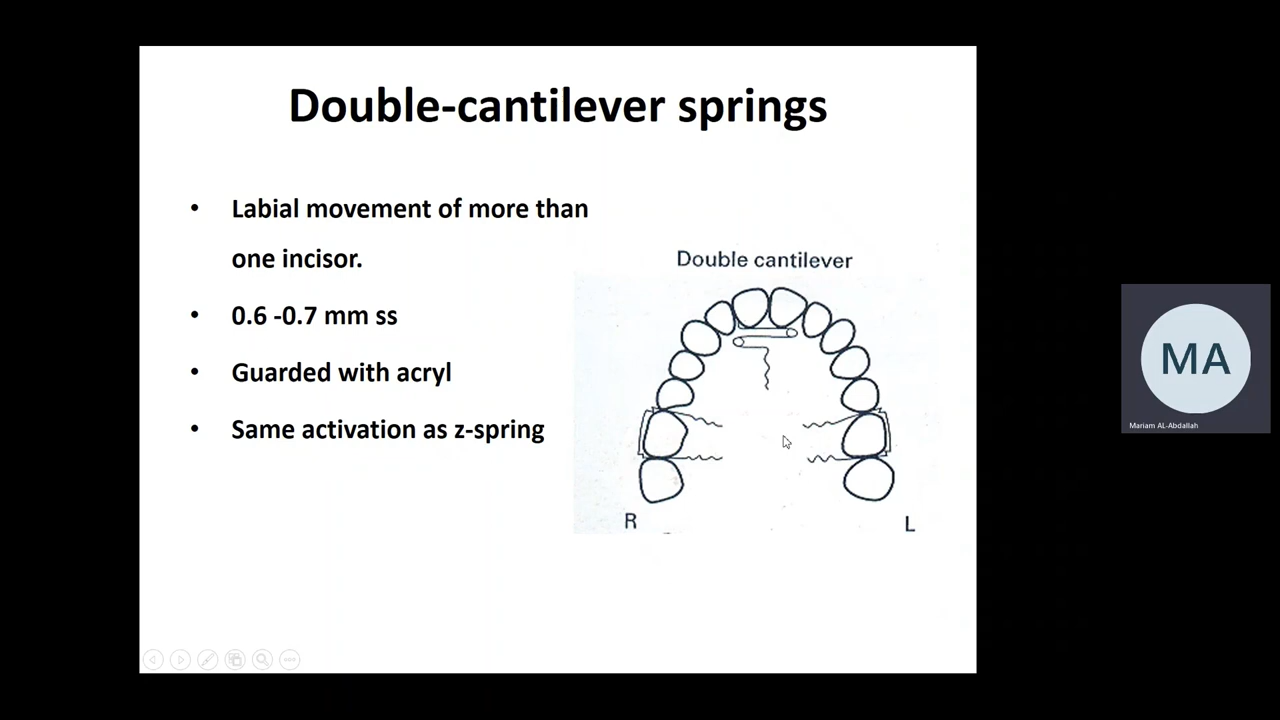 Double-cantilever springs
• Labial movement of more than
one incisor.
• 0.6 -0.7 mm ss
• Guarded with acryl
• Same activation as z-spring
Double cantilever
R
L
MA
Mariam AL-Abdallah